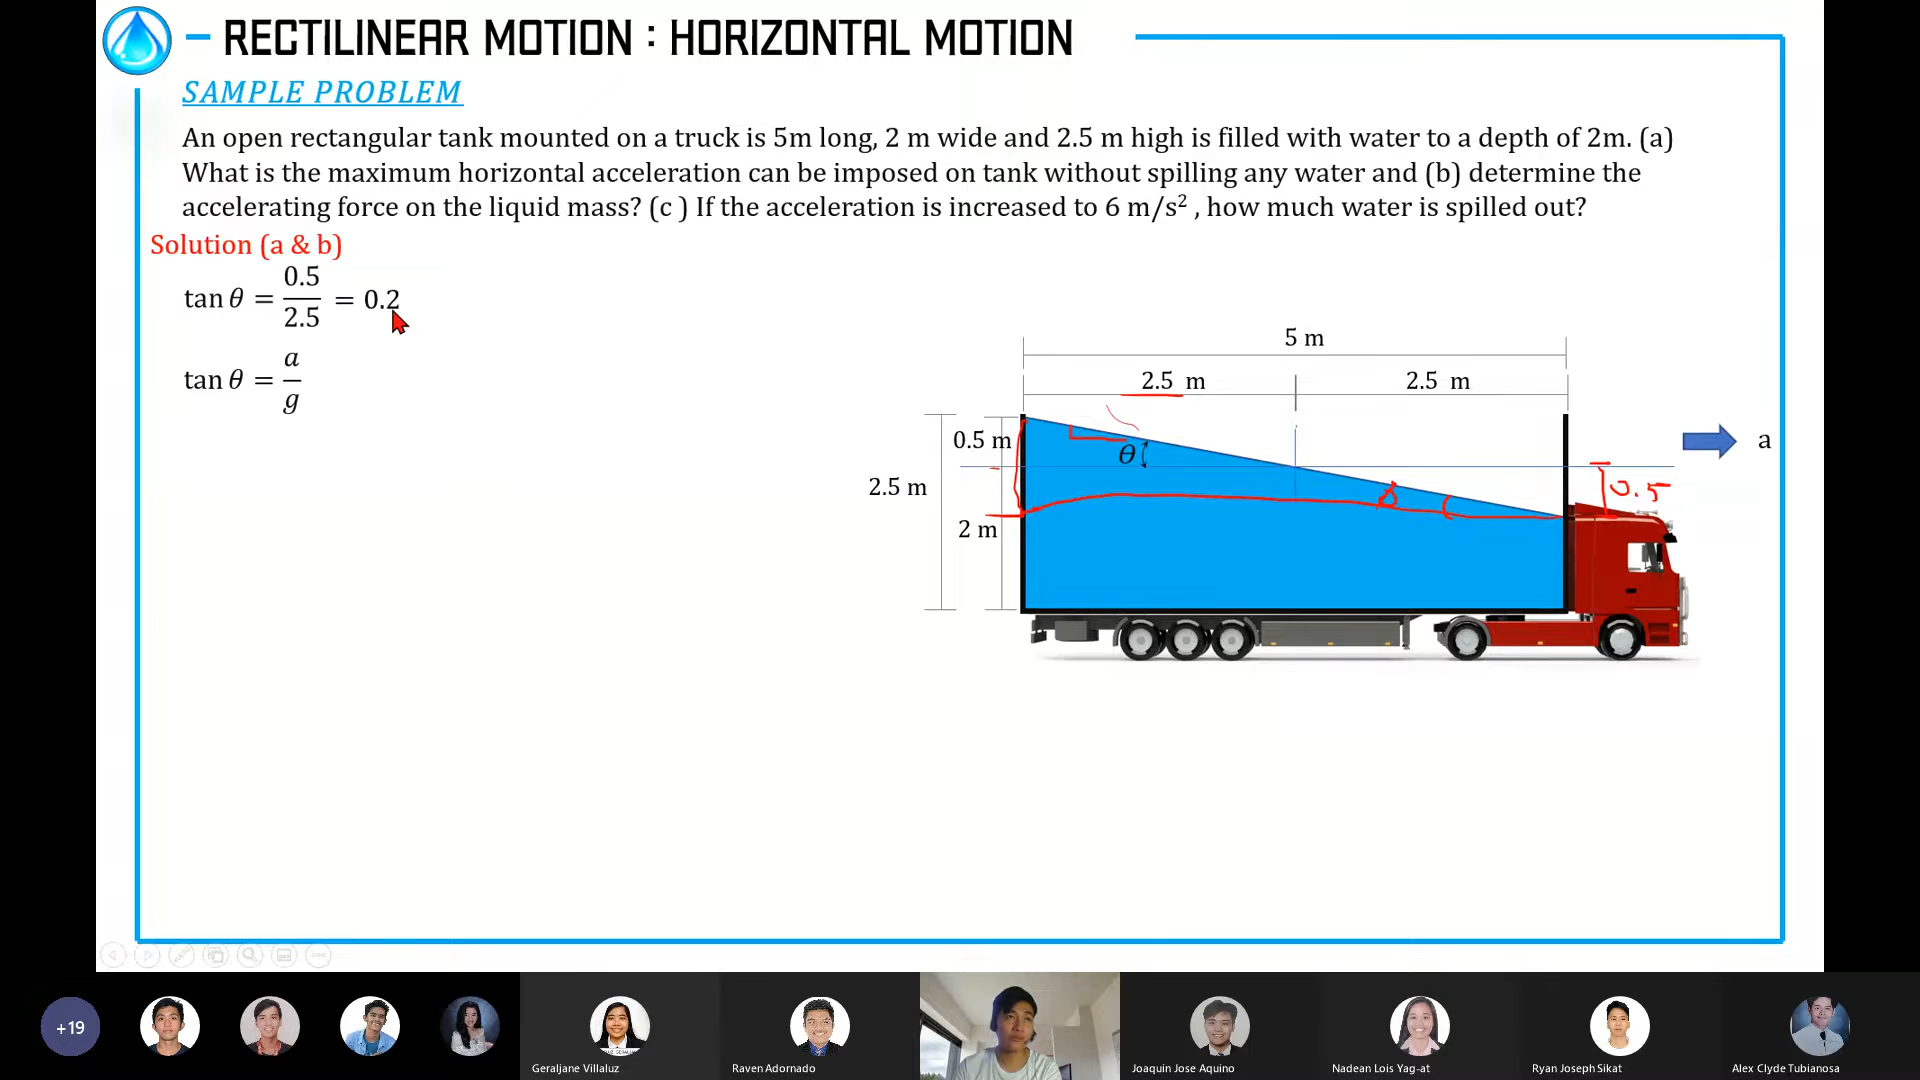 RECTILINEAR MOTION : HORIZONTAL MOTION
SAMPLE PROBLEM
An open rectangular tank mounted on a truck is 5m long, 2 m wide and 2.5 m high is filled with water to a depth of 2m. (a)
What is the maximum horizontal acceleration can be imposed on tank without spilling any water and (b) determine the
accelerating force on the liquid mass? (c ) If the acceleration is increased to 6 m/s² , how much water is spilled out?
Solution (a & b)
tan θ = 0.5/2.5 = 0.2
tan θ = a/g
5 m
2.5 m
2.5 m
0.5 m
θ
a
2.5 m
0.5
2 m
+19
Geraljane Villaluz
Raven Adornado
Joaquin Jose Aquino
Nadean Lois Yag-at
Ryan Joseph Sikat
Alex Clyde Tubianosa